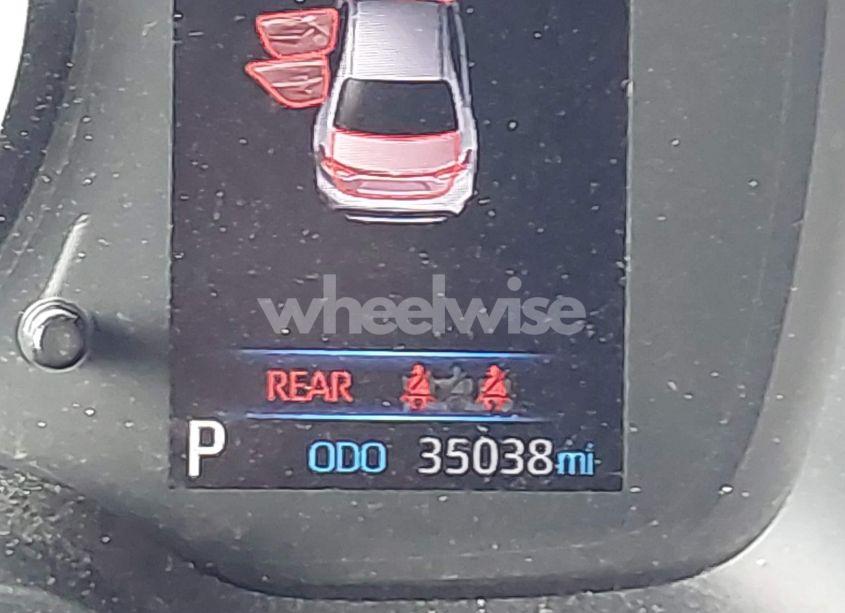 wheelwise
REAR
P ODO 35038mi